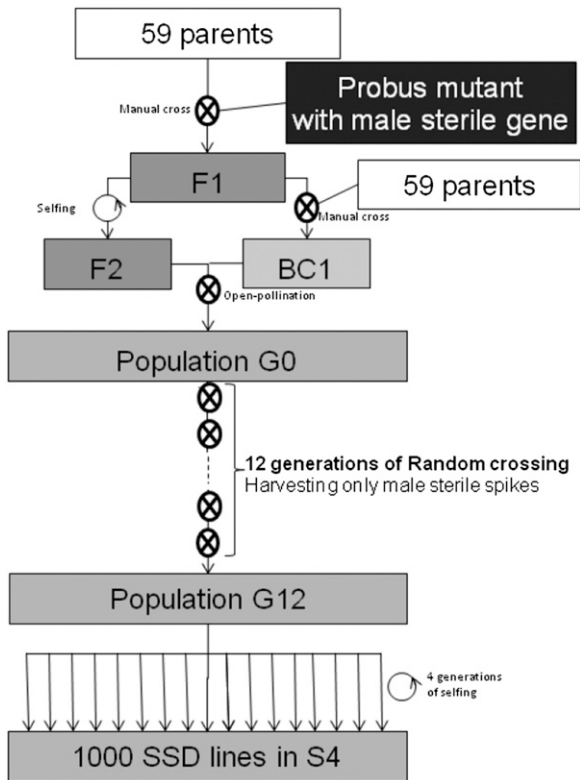 59 parents
Manual cross
Probus mutant
with male sterile gene
F1
59 parents
Selfing
Manual cross
F2
BC1
Open-pollination
Population G0
12 generations of Random crossing
Harvesting only male sterile spikes
Population G12
4 generations
of selfing
1000 SSD lines in S4